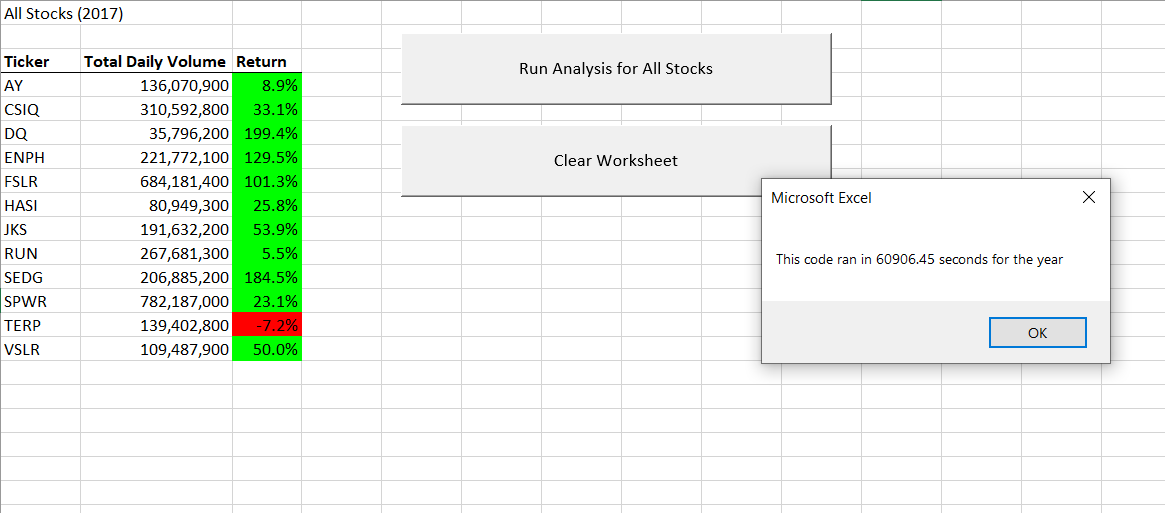 All Stocks (2017)
Ticker Total Daily Volume Return
AY 136,070,900 8.9%
CSIQ 310,592,800 33.1%
DQ 35,796,200 199.4%
ENPH 221,772,100 129.5%
FSLR 684,181,400 101.3%
HASI 80,949,300 25.8%
JKS 191,632,200 53.9%
RUN 267,681,300 5.5%
SEDG 206,885,200 184.5%
SPWR 782,187,000 23.1%
TERP 139,402,800 -7.2%
VSLR 109,487,900 50.0%
Run Analysis for All Stocks
Clear Worksheet
Microsoft Excel
This code ran in 60906.45 seconds for the year
OK